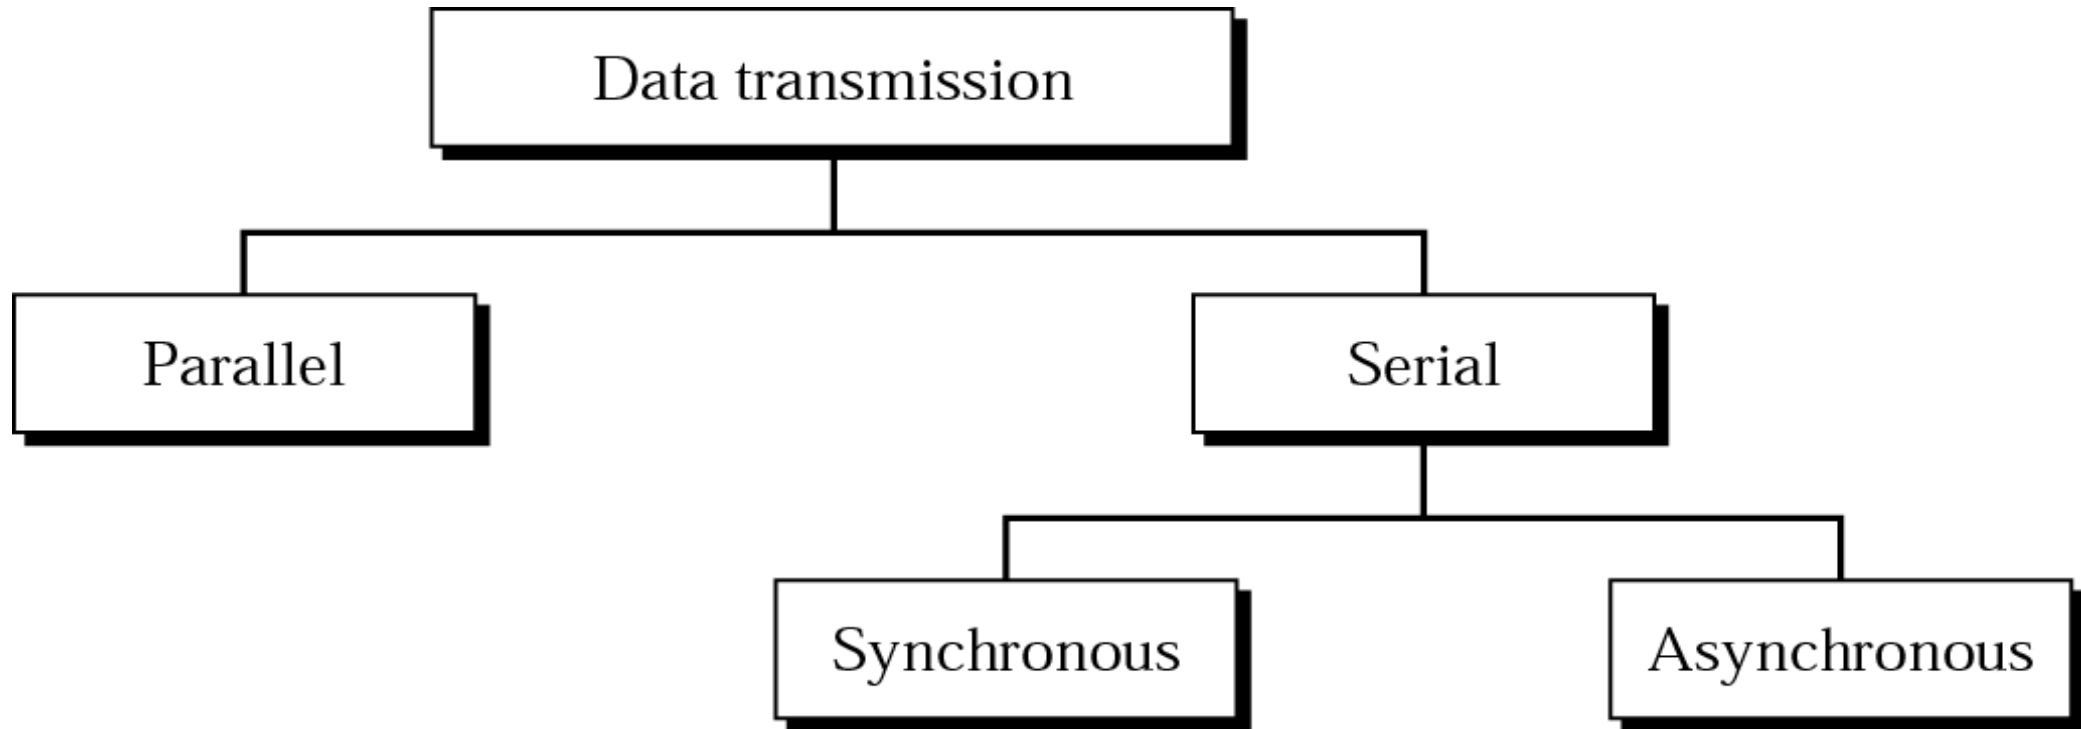 Data transmission
Parallel
Serial
Synchronous
Asynchronous